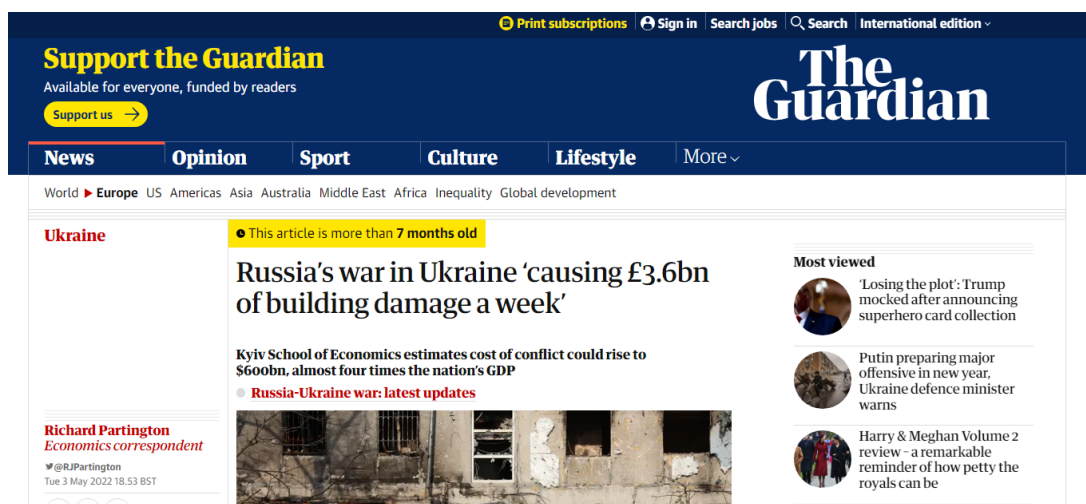 Print subscriptions Sign in Search jobs Search International edition
Support the Guardian
Available for everyone, funded by readers
Support us
The
Guardian
News Opinion Sport Culture Lifestyle More
World Europe US Americas Asia Australia Middle East Africa Inequality Global development
Ukraine
This article is more than 7 months old
Russia's war in Ukraine ‘causing £3.6bn
of building damage a week’
Kyiv School of Economics estimates cost of conflict could rise to
$600bn, almost four times the nation's GDP
Russia-Ukraine war: latest updates
Richard Partington
Economics correspondent
@RJPartington
Tue 3 May 2022 18.53 BST
Most viewed
‘Losing the plot’: Trump
mocked after announcing
superhero card collection
Putin preparing major
offensive in new year,
Ukraine defence minister
warns
Harry & Meghan Volume 2
review – a remarkable
reminder of how petty the
royals can be